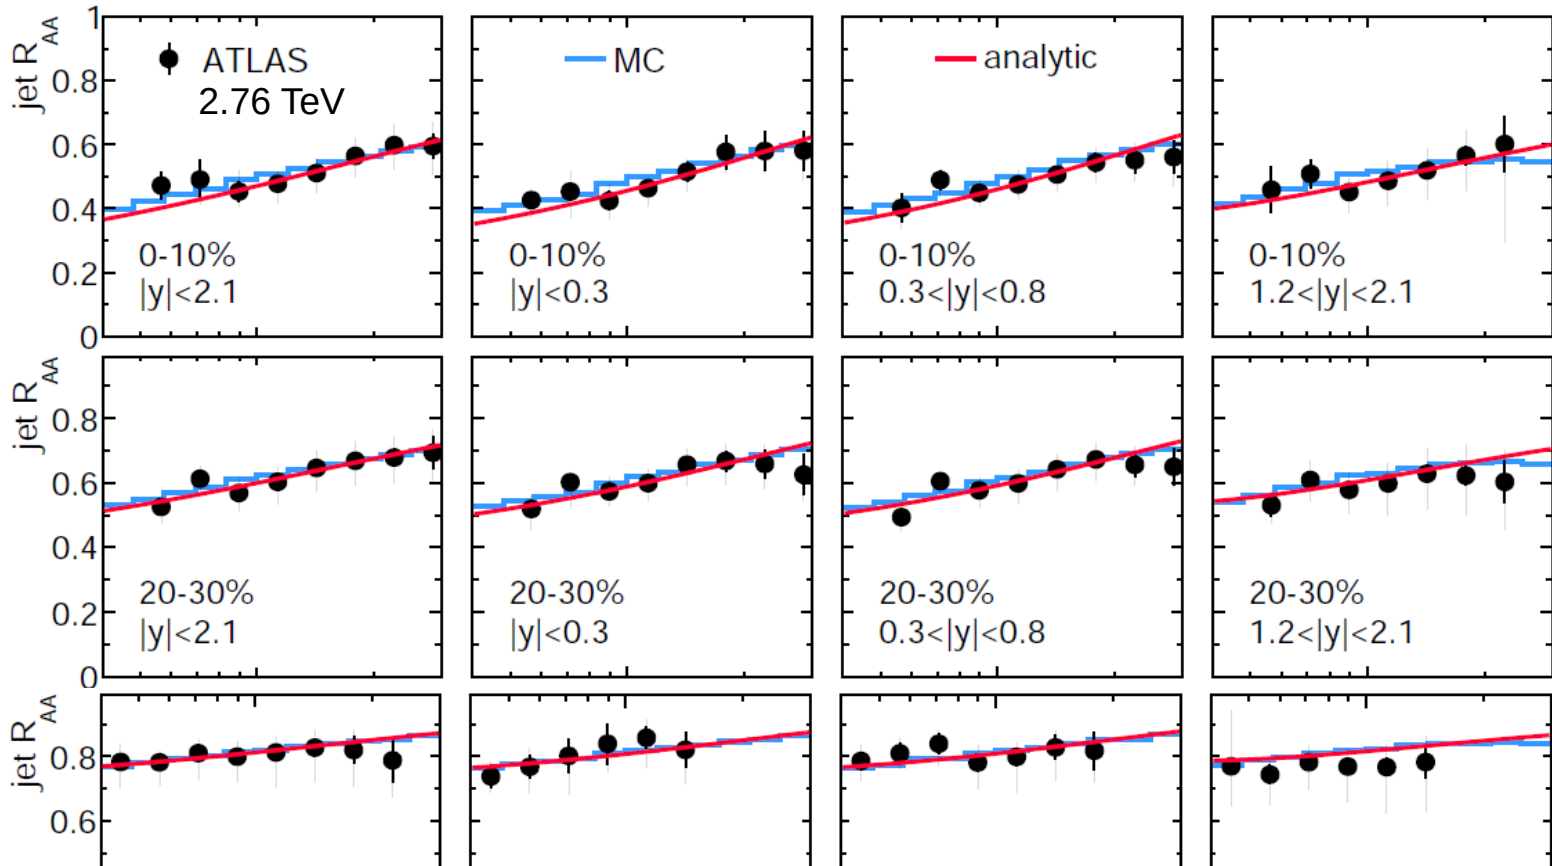 jet R_AA
1
0.8
0.6
0.4
0.2
0
ATLAS
2.76 TeV
0-10%
|y|<2.1
MC
0-10%
|y|<0.3
analytic
0-10%
0.3<|y|<0.8
0-10%
1.2<|y|<2.1
jet R_AA
0.8
0.6
0.4
0.2
0
20-30%
|y|<2.1
20-30%
|y|<0.3
20-30%
0.3<|y|<0.8
20-30%
1.2<|y|<2.1
jet R_AA
0.8
0.6